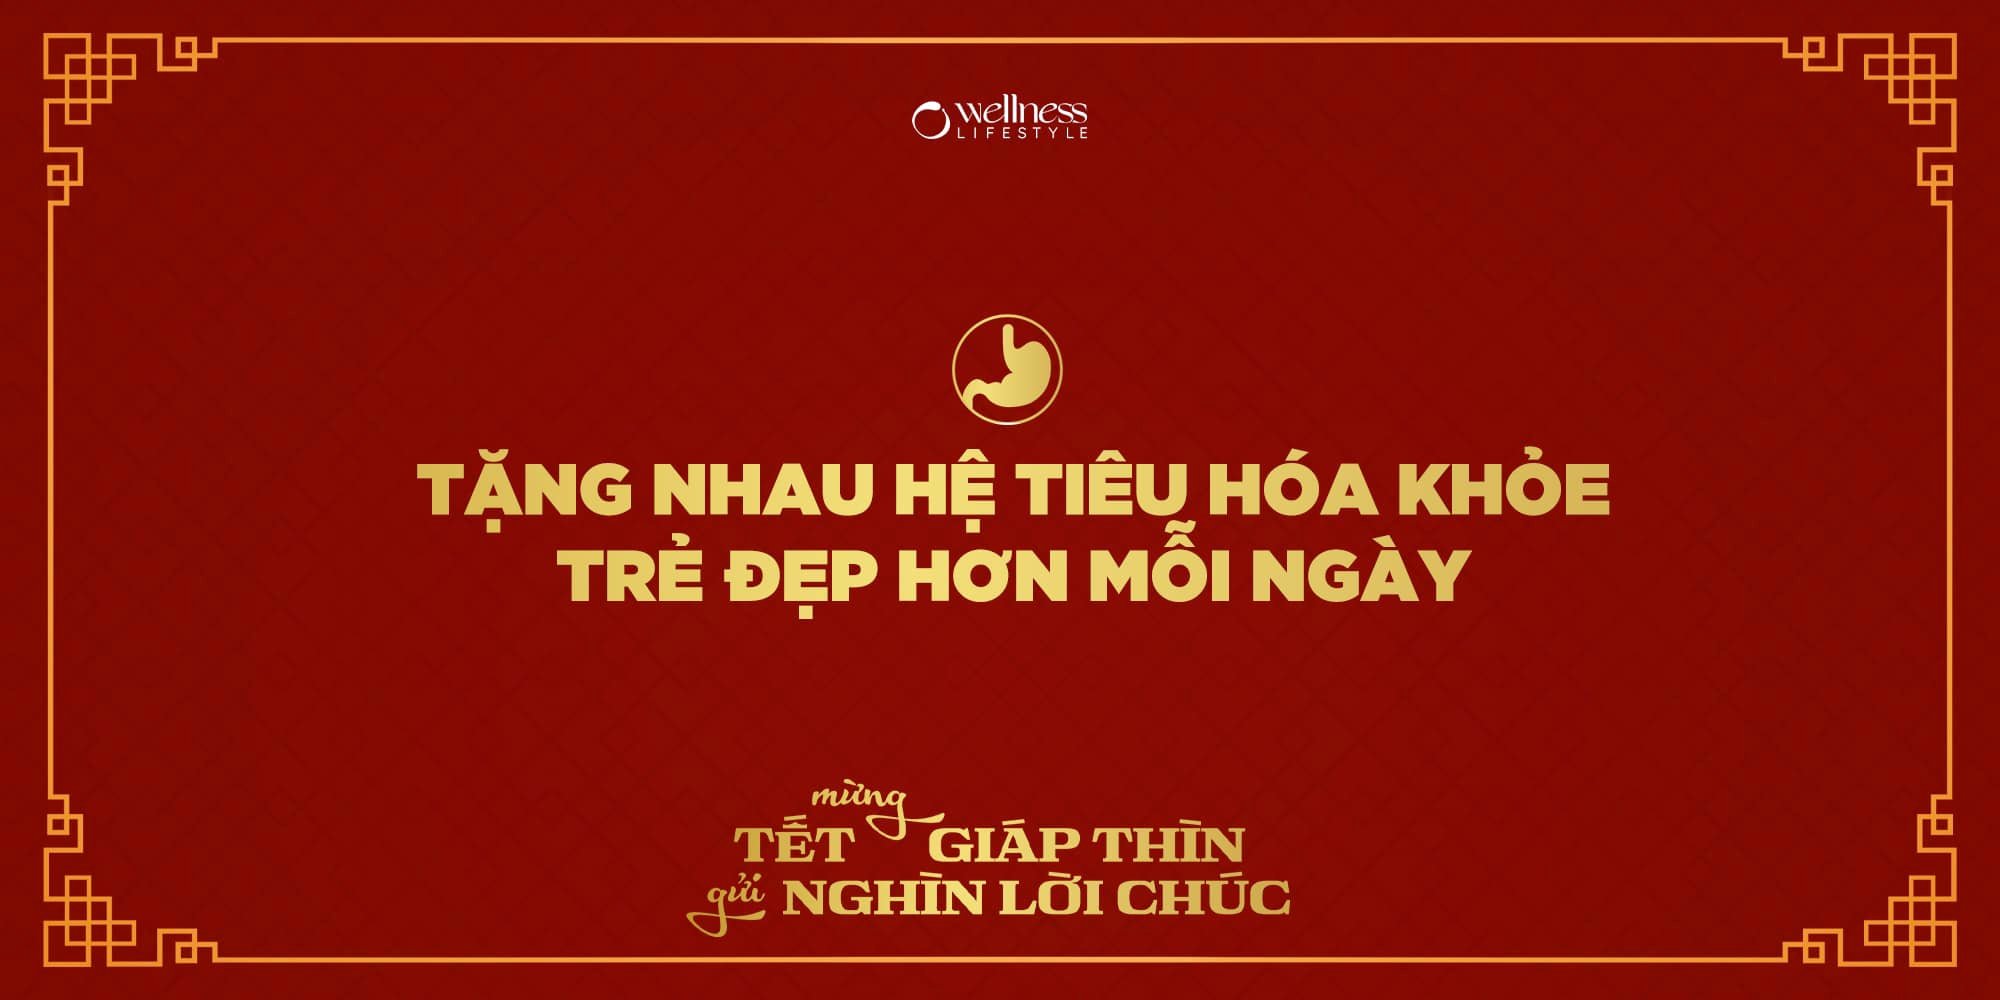 wellness
LIFESTYLE
TẶNG NHAU HỆ TIÊU HÓA KHỎE
TRẺ ĐẸP HƠN MỖI NGÀY
mừng
TẾT GIÁP THÌN
gửi NGHÌN LỜI CHÚC